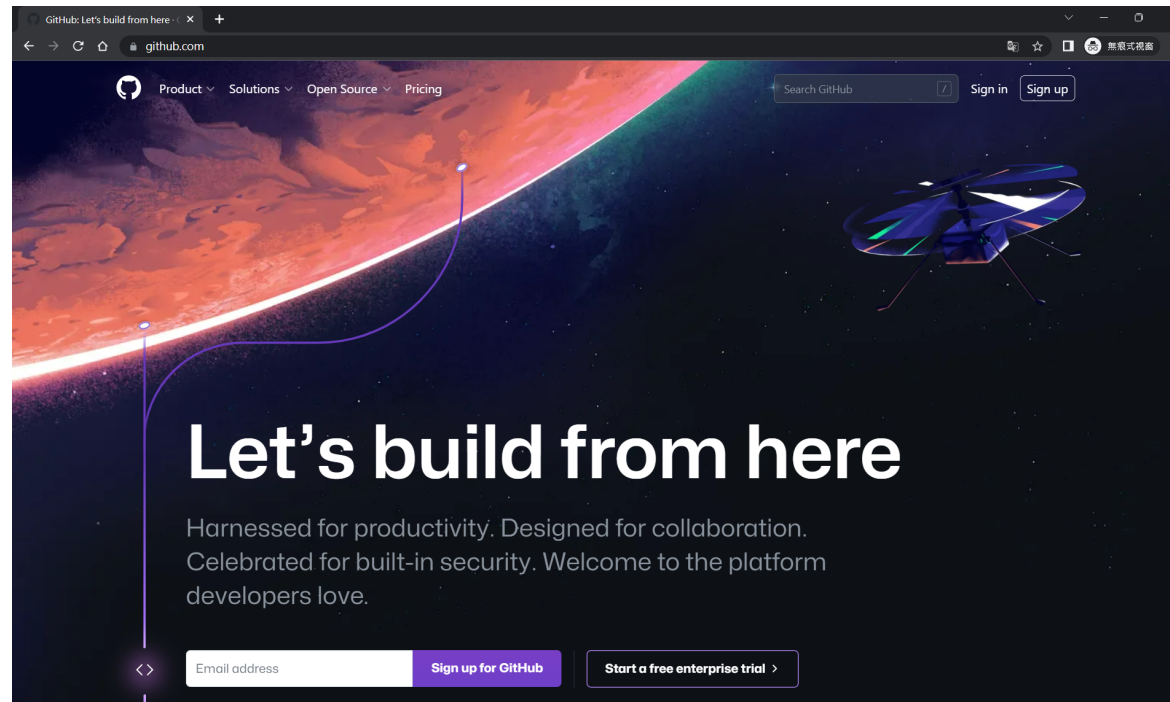 GitHub: Let's build from here · 
github.com
無痕式視窗
Product
Solutions
Open Source
Pricing
Search GitHub
/
Sign in
Sign up
Let's build from here
Harnessed for productivity. Designed for collaboration.
Celebrated for built-in security. Welcome to the platform
developers love.
<>
Email address
Sign up for GitHub
Start a free enterprise trial >